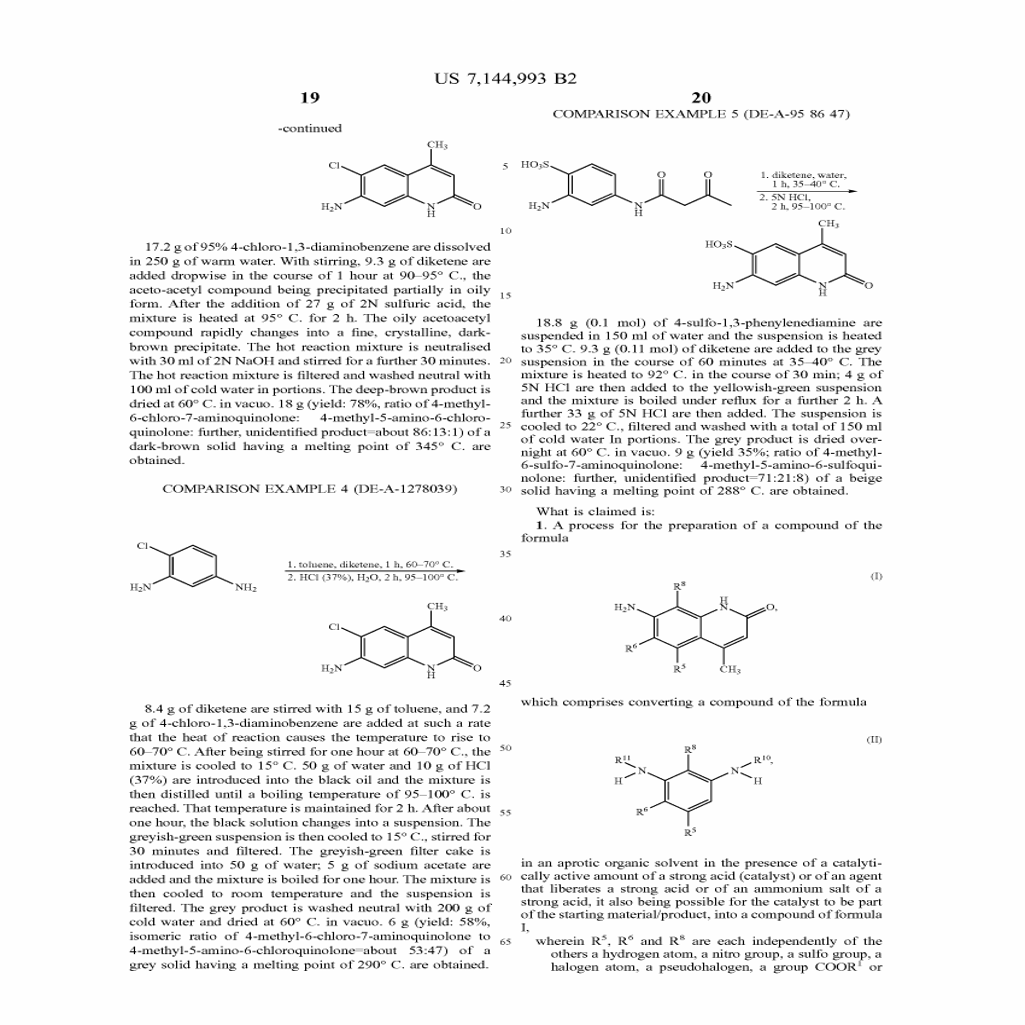 US 7,144,993 B2
19
-continued
CH3
Cl
H2N
N
H
O
17.2 g of 95% 4-chloro-1,3-diaminobenzene are dissolved
in 250 g of warm water. With stirring, 9.3 g of diketene are
added dropwise in the course of 1 hour at 90–95° C., the
aceto-acetyl compound being precipitated partially in oily
form. After the addition of 27 g of 2N sulfuric acid, the
mixture is heated at 95° C. for 2 h. The oily acetoacetyl
compound rapidly changes into a fine, crystalline, dark-
brown precipitate. The hot reaction mixture is neutralised
with 30 ml of 2N NaOH and stirred for a further 30 minutes.
The hot reaction mixture is filtered and washed neutral with
100 ml of cold water in portions. The deep-brown product is
dried at 60° C. in vacuo. 18 g (yield: 78%, ratio of 4-methyl-
6-chloro-7-aminoquinolone: 4-methyl-5-amino-6-chloro-
quinolone: further, unidentified product=about 86:13:1) of a
dark-brown solid having a melting point of 345° C. are
obtained.
COMPARISON EXAMPLE 4 (DE-A-1278039)
Cl
H2N
NH2
1. toluene, diketene, 1 h, 60–70° C.
2. HCl (37%), H2O, 2 h, 95–100° C.
CH3
Cl
H2N
N
H
O
8.4 g of diketene are stirred with 15 g of toluene, and 7.2
g of 4-chloro-1,3-diaminobenzene are added at such a rate
that the heat of reaction causes the temperature to rise to
60–70° C. After being stirred for one hour at 60–70° C., the
mixture is cooled to 15° C. 50 g of water and 10 g of HCl
(37%) are introduced into the black oil and the mixture is
then distilled until a boiling temperature of 95–100° C. is
reached. That temperature is maintained for 2 h. After about
one hour, the black solution changes into a suspension. The
greyish-green suspension is then cooled to 15° C., stirred for
30 minutes and filtered. The greyish-green filter cake is
introduced into 50 g of water; 5 g of sodium acetate are
added and the mixture is boiled for one hour. The mixture is
then cooled to room temperature and the suspension is
filtered. The grey product is washed neutral with 200 g of
cold water and dried at 60° C. in vacuo. 6 g (yield: 58%,
isomeric ratio of 4-methyl-6-chloro-7-aminoquinolone to
4-methyl-5-amino-6-chloroquinolone=about 53:47) of a
grey solid having a melting point of 290° C. are obtained.
5
10
15
20
25
30
35
40
45
50
55
60
65
20
COMPARISON EXAMPLE 5 (DE-A-95 86 47)
HO3S
H2N
N
H
O
O
1. diketene, water,
1 h, 35–40° C.
2. 5N HCl,
2 h, 95–100° C.
CH3
HO3S
H2N
N
H
O
18.8 g (0.1 mol) of 4-sulfo-1,3-phenylenediamine are
suspended in 150 ml of water and the suspension is heated
to 35° C. 9.3 g (0.11 mol) of diketene are added to the grey
suspension in the course of 60 minutes at 35–40° C. The
mixture is heated to 92° C. in the course of 30 min; 4 g of
5N HCl are then added to the yellowish-green suspension
and the mixture is boiled under reflux for a further 2 h. A
further 33 g of 5N HCl are then added. The suspension is
cooled to 22° C., filtered and washed with a total of 150 ml
of cold water In portions. The grey product is dried over-
night at 60° C. in vacuo. 9 g (yield 35%; ratio of 4-methyl-
6-sulfo-7-aminoquinolone: 4-methyl-5-amino-6-sulfoqui-
nolone: further, unidentified product=71:21:8) of a beige
solid having a melting point of 288° C. are obtained.
What is claimed is:
1. A process for the preparation of a compound of the
formula
(I)
R8
H2N
H
N
O,
R6
R5
CH3
which comprises converting a compound of the formula
(II)
R8
R11
N
H
R10,
N
H
R6
R5
in an aprotic organic solvent in the presence of a catalyti-
cally active amount of a strong acid (catalyst) or of an agent
that liberates a strong acid or of an ammonium salt of a
strong acid, it also being possible for the catalyst to be part
of the starting material/product, into a compound of formula
I,
wherein R5, R6 and R8 are each independently of the
others a hydrogen atom, a nitro group, a sulfo group, a
halogen atom, a pseudohalogen, a group COOR1 or